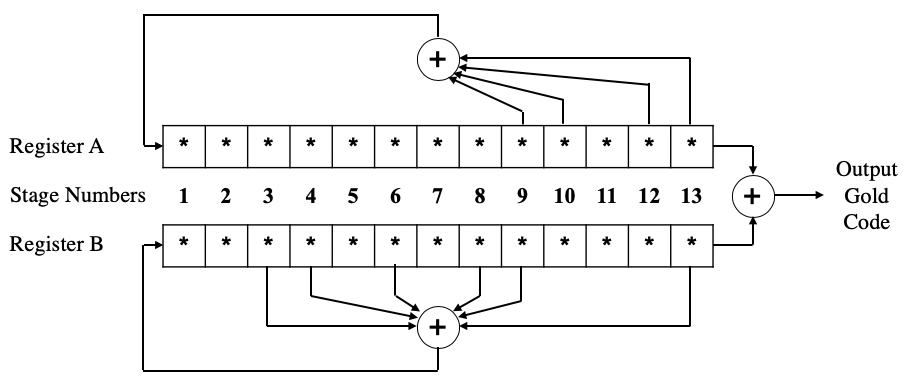 +
Register A * * * * * * * * * * * * *
Stage Numbers 1 2 3 4 5 6 7 8 9 10 11 12 13
+
Output
Gold
Code
Register B * * * * * * * * * * * * *
+